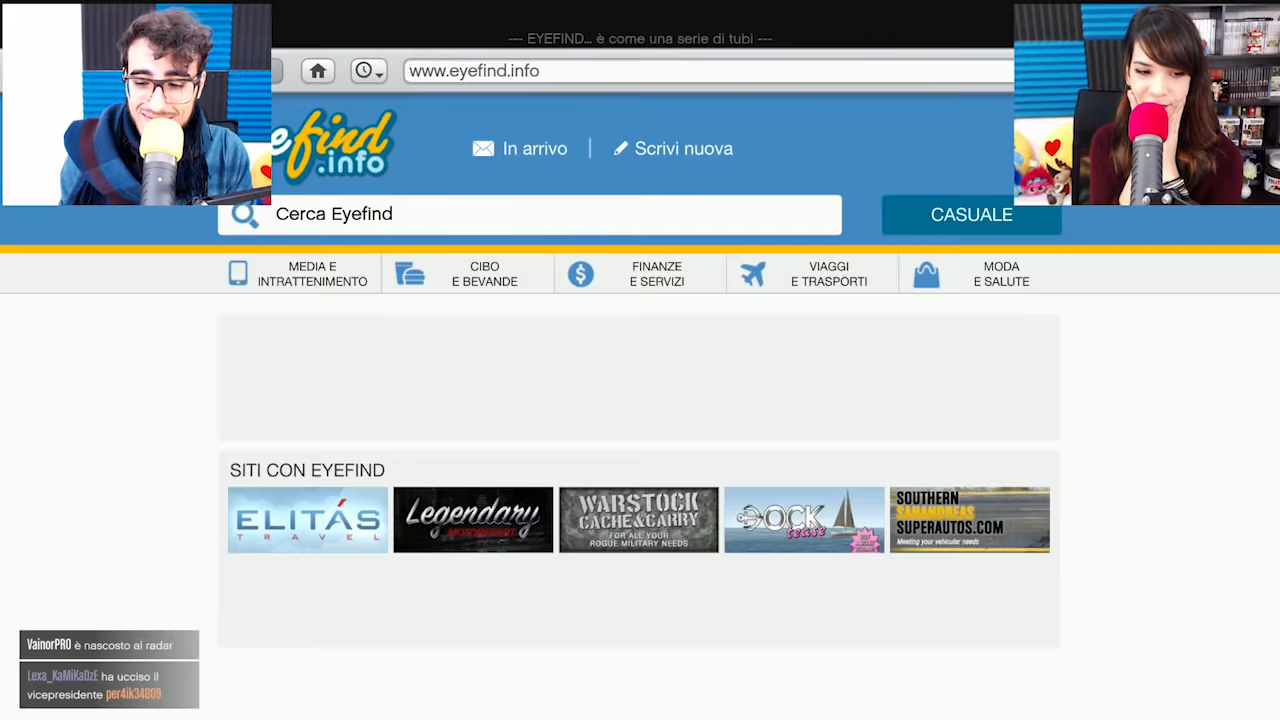 --- EYEFIND... è come una serie di tubi ---
www.eyefind.info
efind
.info
In arrivo
Scrivi nuova
Cerca Eyefind
CASUALE
MEDIA E
INTRATTENIMENTO
CIBO
E BEVANDE
FINANZE
E SERVIZI
VIAGGI
E TRASPORTI
MODA
E SALUTE
SITI CON EYEFIND
ELITÁS
TRAVEL
Legendary
MOTORSPORT
WARSTOCK
CACHE&CARRY
FOR ALL YOUR
ROGUE MILITARY NEEDS
DOCK
tease
SOUTHERN
SANANDREAS
SUPERAUTOS.COM
Meeting your vehicular needs
VainorPRO è nascosto al radar
Lexa_KaMiKaDzE ha ucciso il
vicepresidente per4ik34809